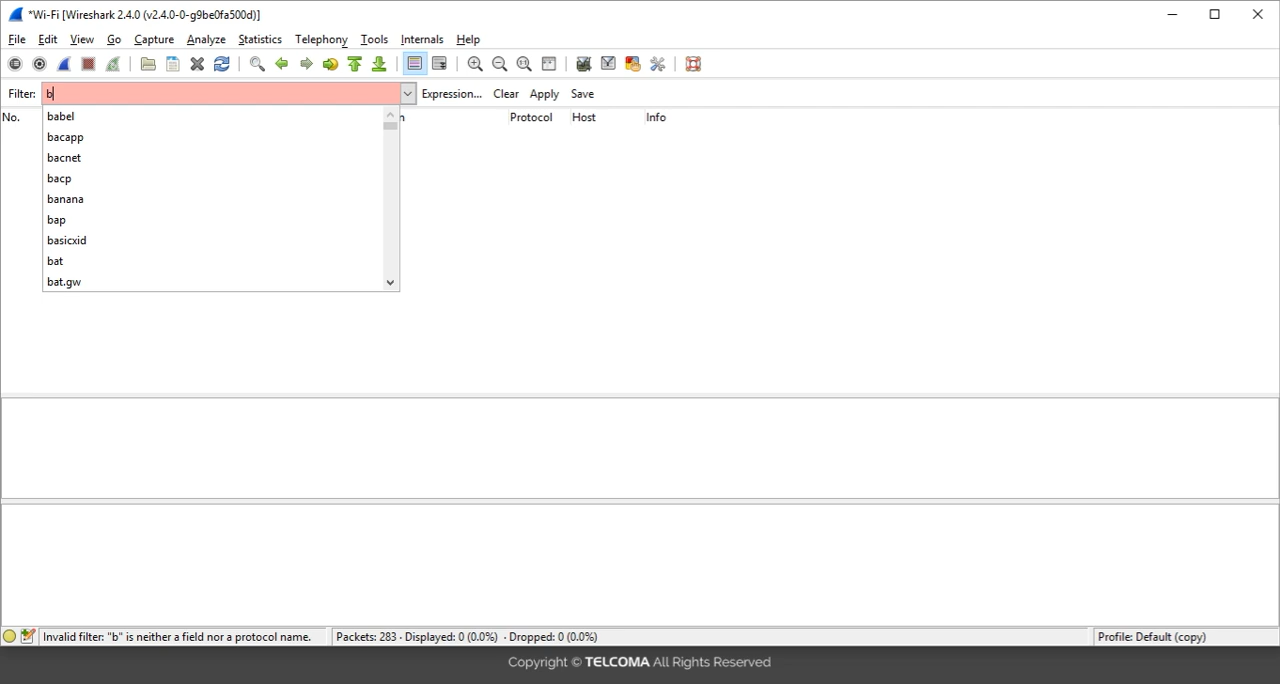 *Wi-Fi [Wireshark 2.4.0 (v2.4.0-0-g9be0fa500d)]
File Edit View Go Capture Analyze Statistics Telephony Tools Internals Help
Filter: b Expression... Clear Apply Save
No. n Protocol Host Info
babel
bacapp
bacnet
bacp
banana
bap
basicxid
bat
bat.gw
Invalid filter: "b" is neither a field nor a protocol name. Packets: 283 · Displayed: 0 (0.0%) · Dropped: 0 (0.0%) Profile: Default (copy)
Copyright © TELCOMA All Rights Reserved